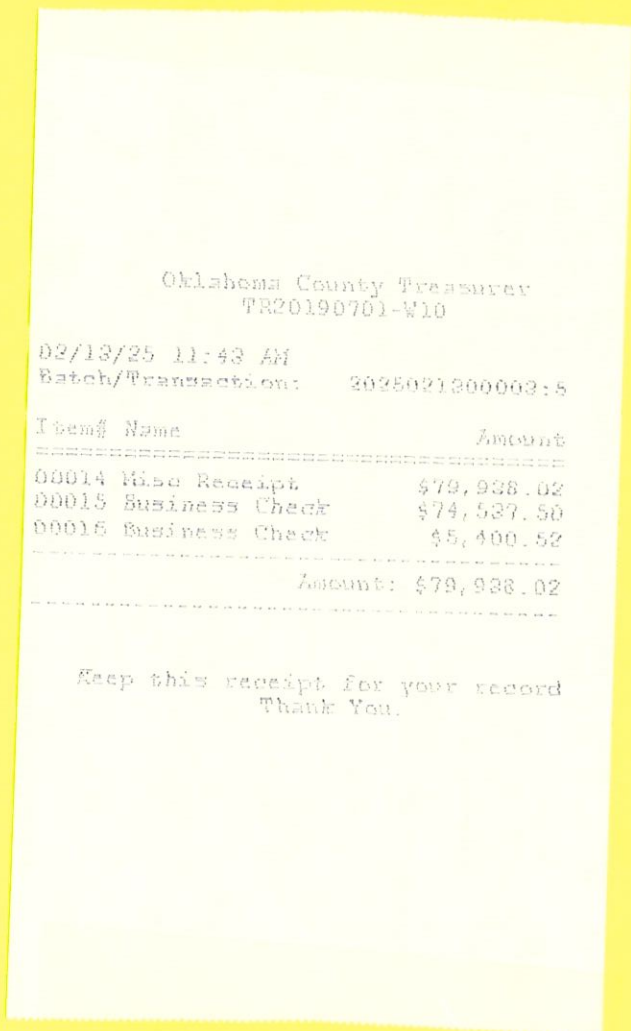 Oklahoma County Treasurer
TR20190701-W10
02/13/25 11:43 AM
Batch/Transaction: 2025021300003:5
Item# Name Amount
00014 Misc Receipt $79,938.02
00015 Business Check $74,537.50
00016 Business Check $5,400.52
Amount: $79,938.02
Keep this receipt for your record
Thank You.